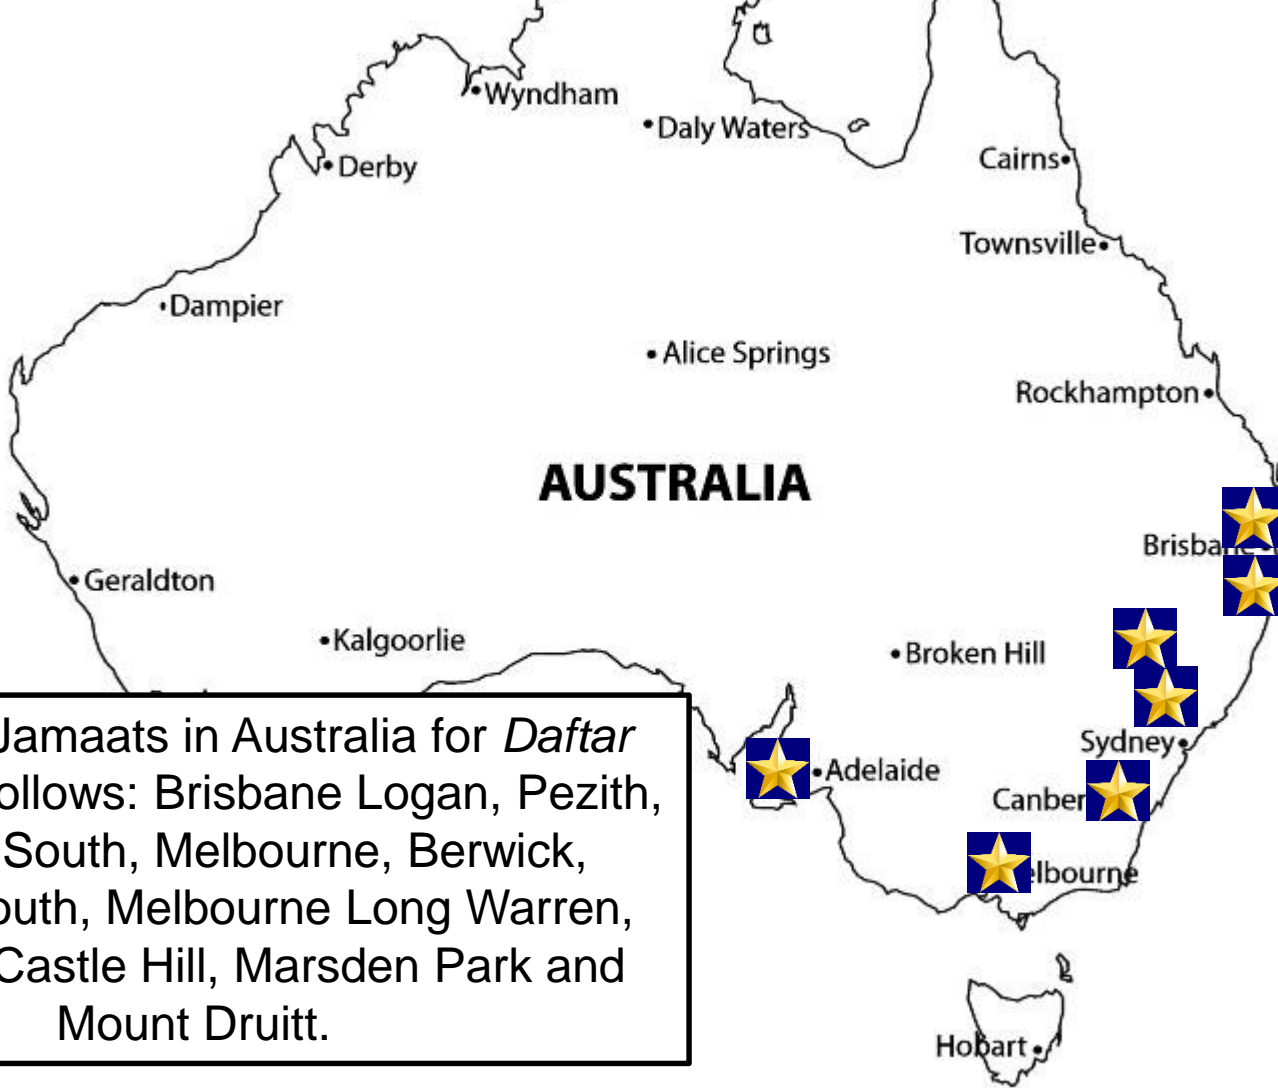 Wyndham
Daly Waters
Cairns
Derby
Townsville
Dampier
Alice Springs
Rockhampton
AUSTRALIA
Geraldton
Kalgoorlie
Broken Hill
Jamaats in Australia for Daftar
ollows: Brisbane Logan, Pezith,
South, Melbourne, Berwick,
outh, Melbourne Long Warren,
Castle Hill, Marsden Park and
Mount Druitt.
Sydney
Adelaide
Canber
elbourne
Hobart